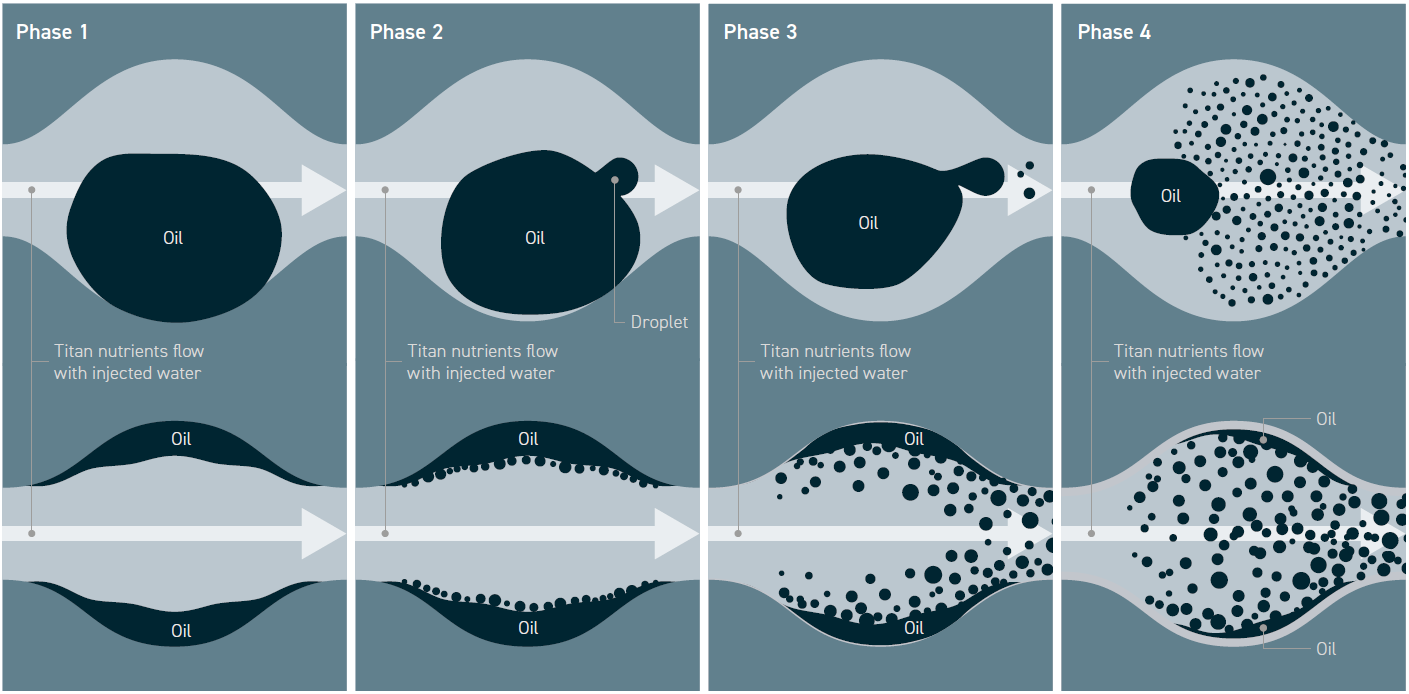 Phase 1
Oil
Titan nutrients flow
with injected water
Oil
Oil
Phase 2
Oil
Droplet
Titan nutrients flow
with injected water
Oil
Oil
Phase 3
Oil
Titan nutrients flow
with injected water
Oil
Oil
Phase 4
Oil
Titan nutrients flow
with injected water
Oil
Oil